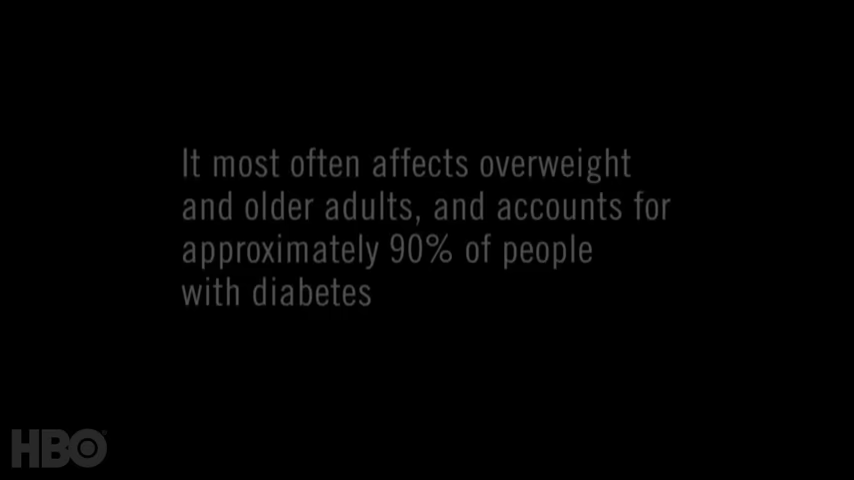 It most often affects overweight
and older adults, and accounts for
approximately 90% of people
with diabetes
HBO